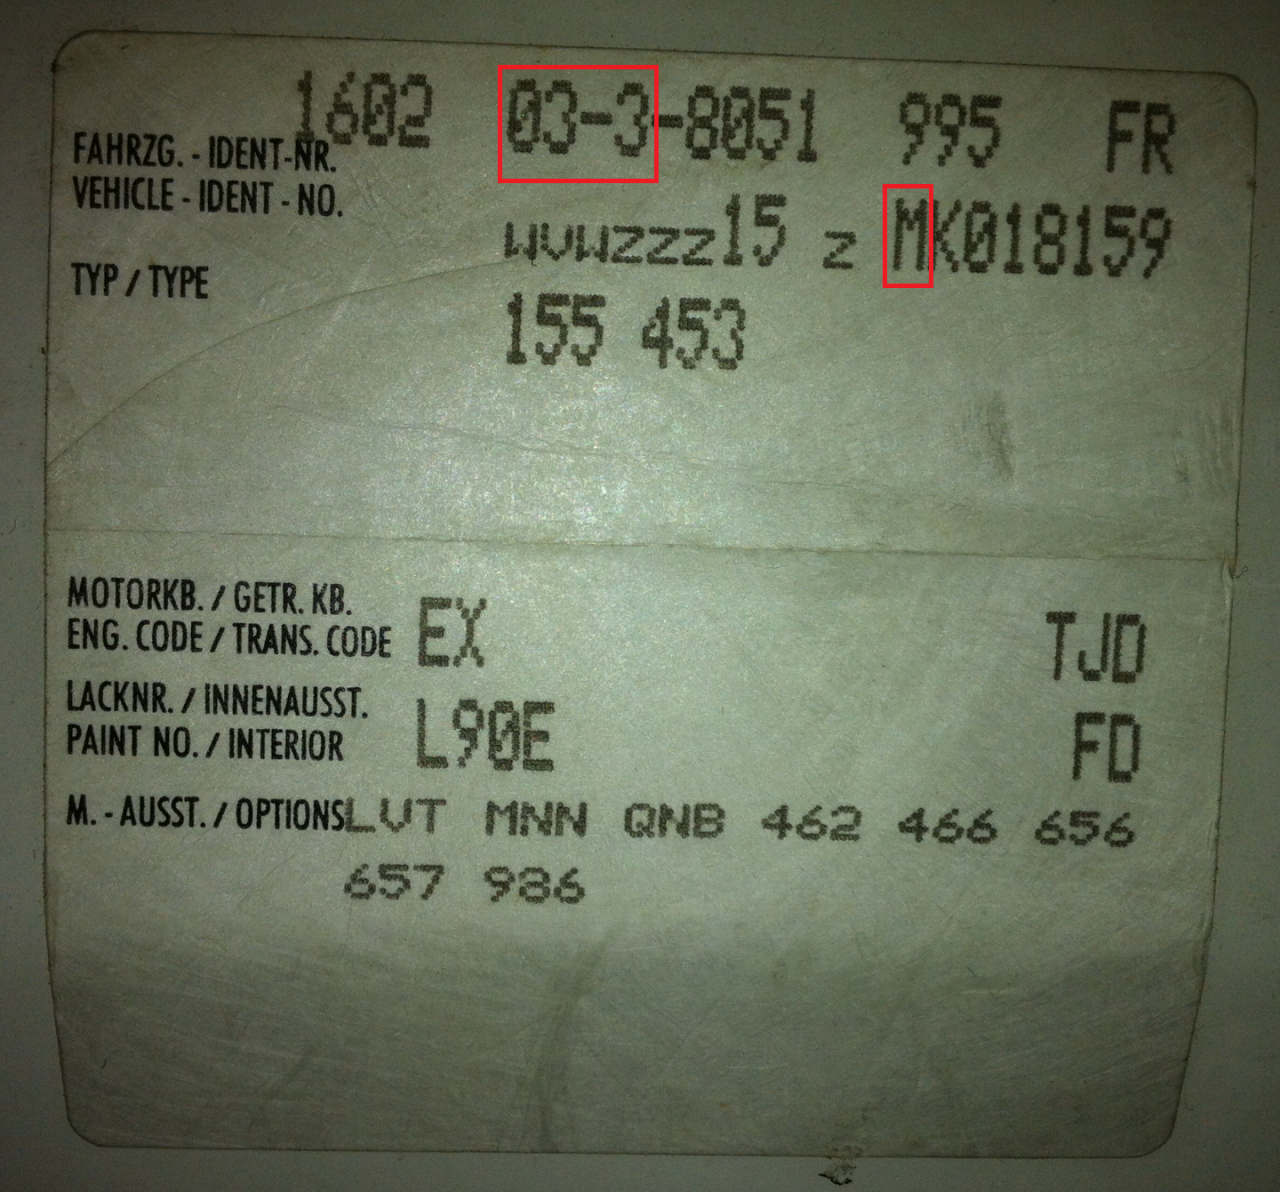 1602 03-3-8051 995 FR
FAHRZG. - IDENT-NR.
VEHICLE - IDENT - NO.
WVWZZZ15 Z MK018159
TYP / TYPE
155 453
MOTORKB. / GETR. KB.
ENG. CODE / TRANS. CODE EX TJD
LACKNR. / INNENAUSST.
PAINT NO. / INTERIOR L90E FD
M. - AUSST. / OPTIONS LVT MNN QNB 462 466 656
657 986